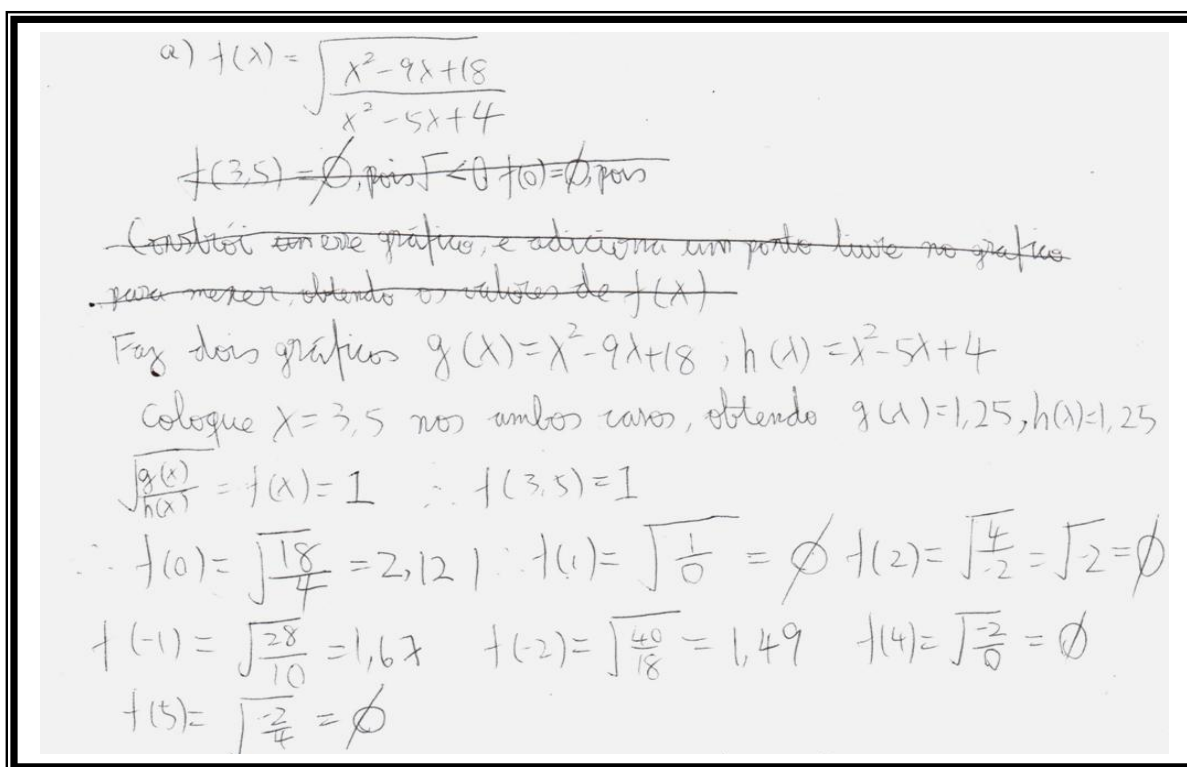 a) f(x) = √(x²-9x+18 / x²-5x+4)
f(3,5) = ∅, pois √<0 f(0)=∅, pois
Constrói um esse gráfico, e adiciona um ponto livre no grafico
para mexer, obtendo os valores de f(x)
Faz dois gráficos g(x)=x²-9x+18 ; h(x)=x²-5x+4
coloque x=3,5 nos ambos casos, obtendo g(x)=1,25, h(x)=1,25
√(g(x)/h(x)) = f(x) = 1 ∴ f(3,5)=1
∴ f(0)= √(18/4) = 2,121 ∴ f(1)= √(1/0) = ∅ f(2)= √(4/-2) = √-2 = ∅
f(-1) = √(28/10) = 1,67 f(-2)= √(40/18) = 1,49 f(4)= √(-2/0) = ∅
f(5)= √(-2/4) = ∅